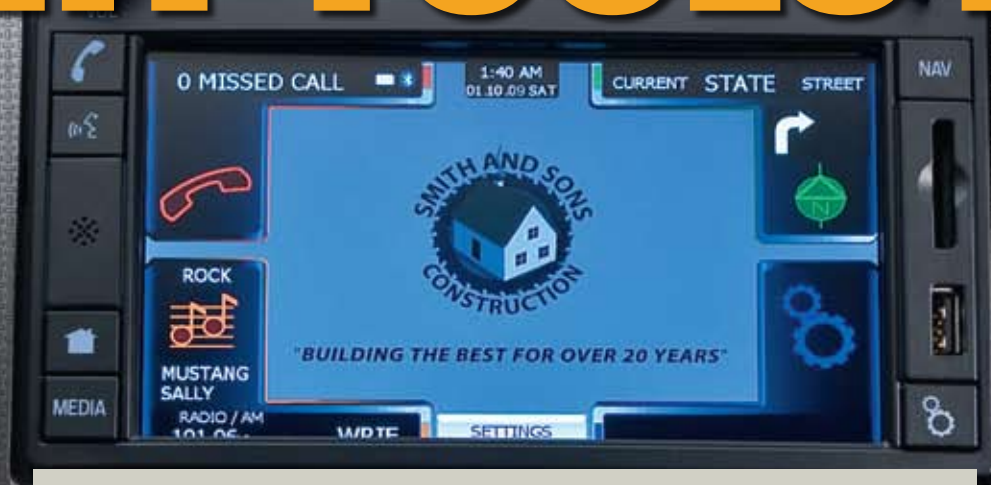 NAV
0 MISSED CALL
1:40 AM
01.10.09 SAT
CURRENT STATE STREET
N
SMITH AND SONS
CONSTRUCTION
"BUILDING THE BEST FOR OVER 20 YEARS"
ROCK
MUSTANG
SALLY
MEDIA
RADIO / AM
SETTINGS